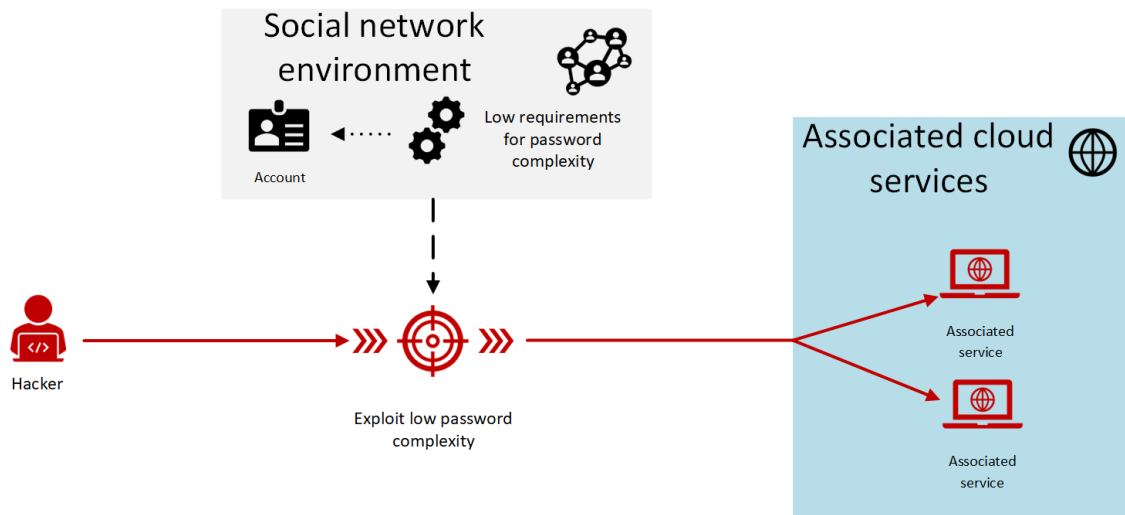 Social network
environment
Low requirements
for password
complexity
Account
Associated cloud
services
</>
Hacker
Exploit low password
complexity
Associated
service
Associated
service